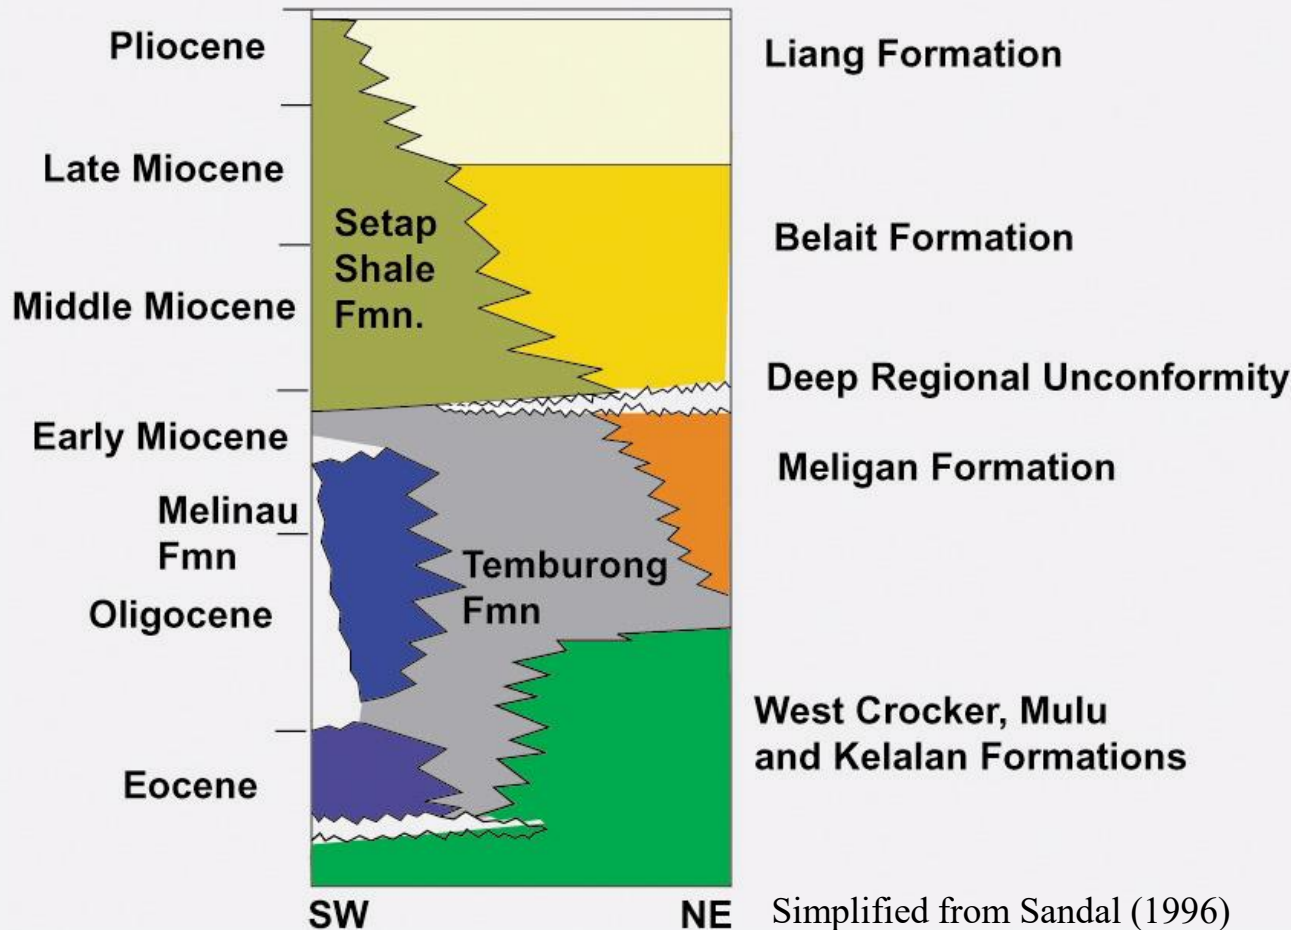 Pliocene
Liang Formation
Late Miocene
Setap
Shale
Fmn.
Belait Formation
Middle Miocene
Deep Regional Unconformity
Early Miocene
Meligan Formation
Melinau
Fmn
Temburong
Fmn
Oligocene
West Crocker, Mulu
and Kelalan Formations
Eocene
SW
NE
Simplified from Sandal (1996)